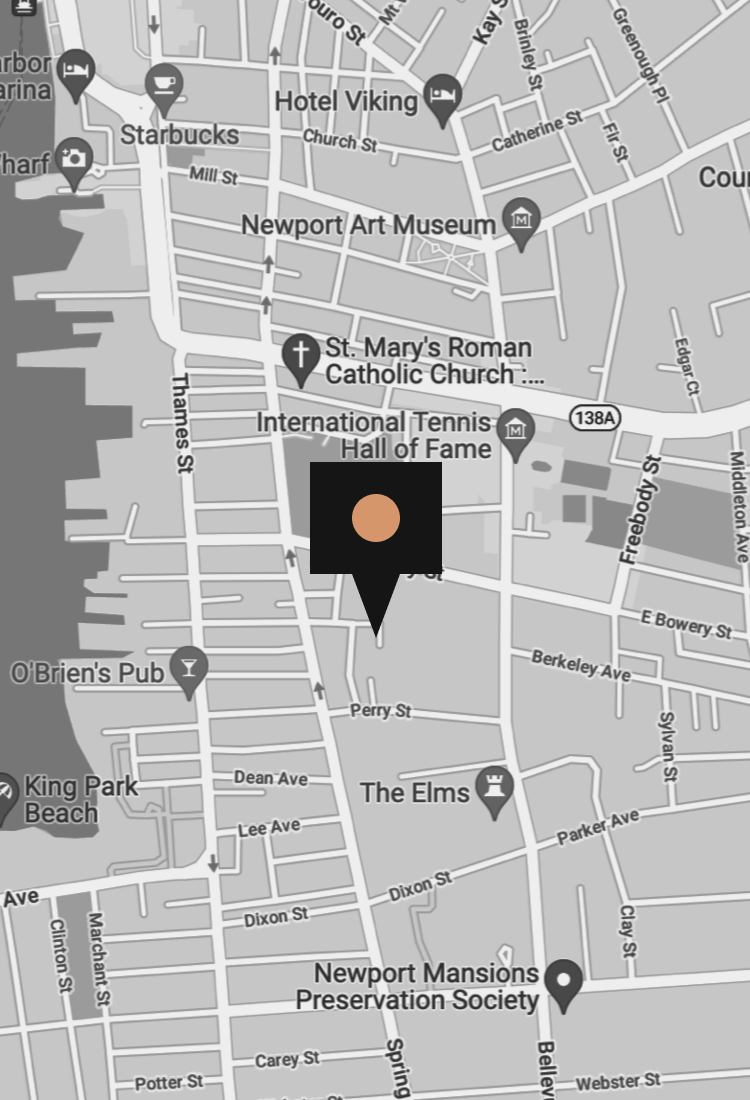 ouro St
Kay S
Brinley St
Greenough Pl
Hotel Viking
arbor
arina
Starbucks
Church St
Catherine St
Fir St
harf
Mill St
Cour
Newport Art Museum
St. Mary's Roman
Catholic Church :...
Edgar Ct
138A
Thames St
International Tennis
Hall of Fame
Freebody St
Middleton Ave
y St
E Bowery St
Berkeley Ave
O'Brien's Pub
Perry St
Sylvan St
King Park
Beach
Dean Ave
The Elms
Lee Ave
Parker Ave
Ave
Dixon St
Dixon St
Clinton St
Marchant St
Clay St
Newport Mansions
Preservation Society
Carey St
Spring
Bellev
Potter St
Webster St